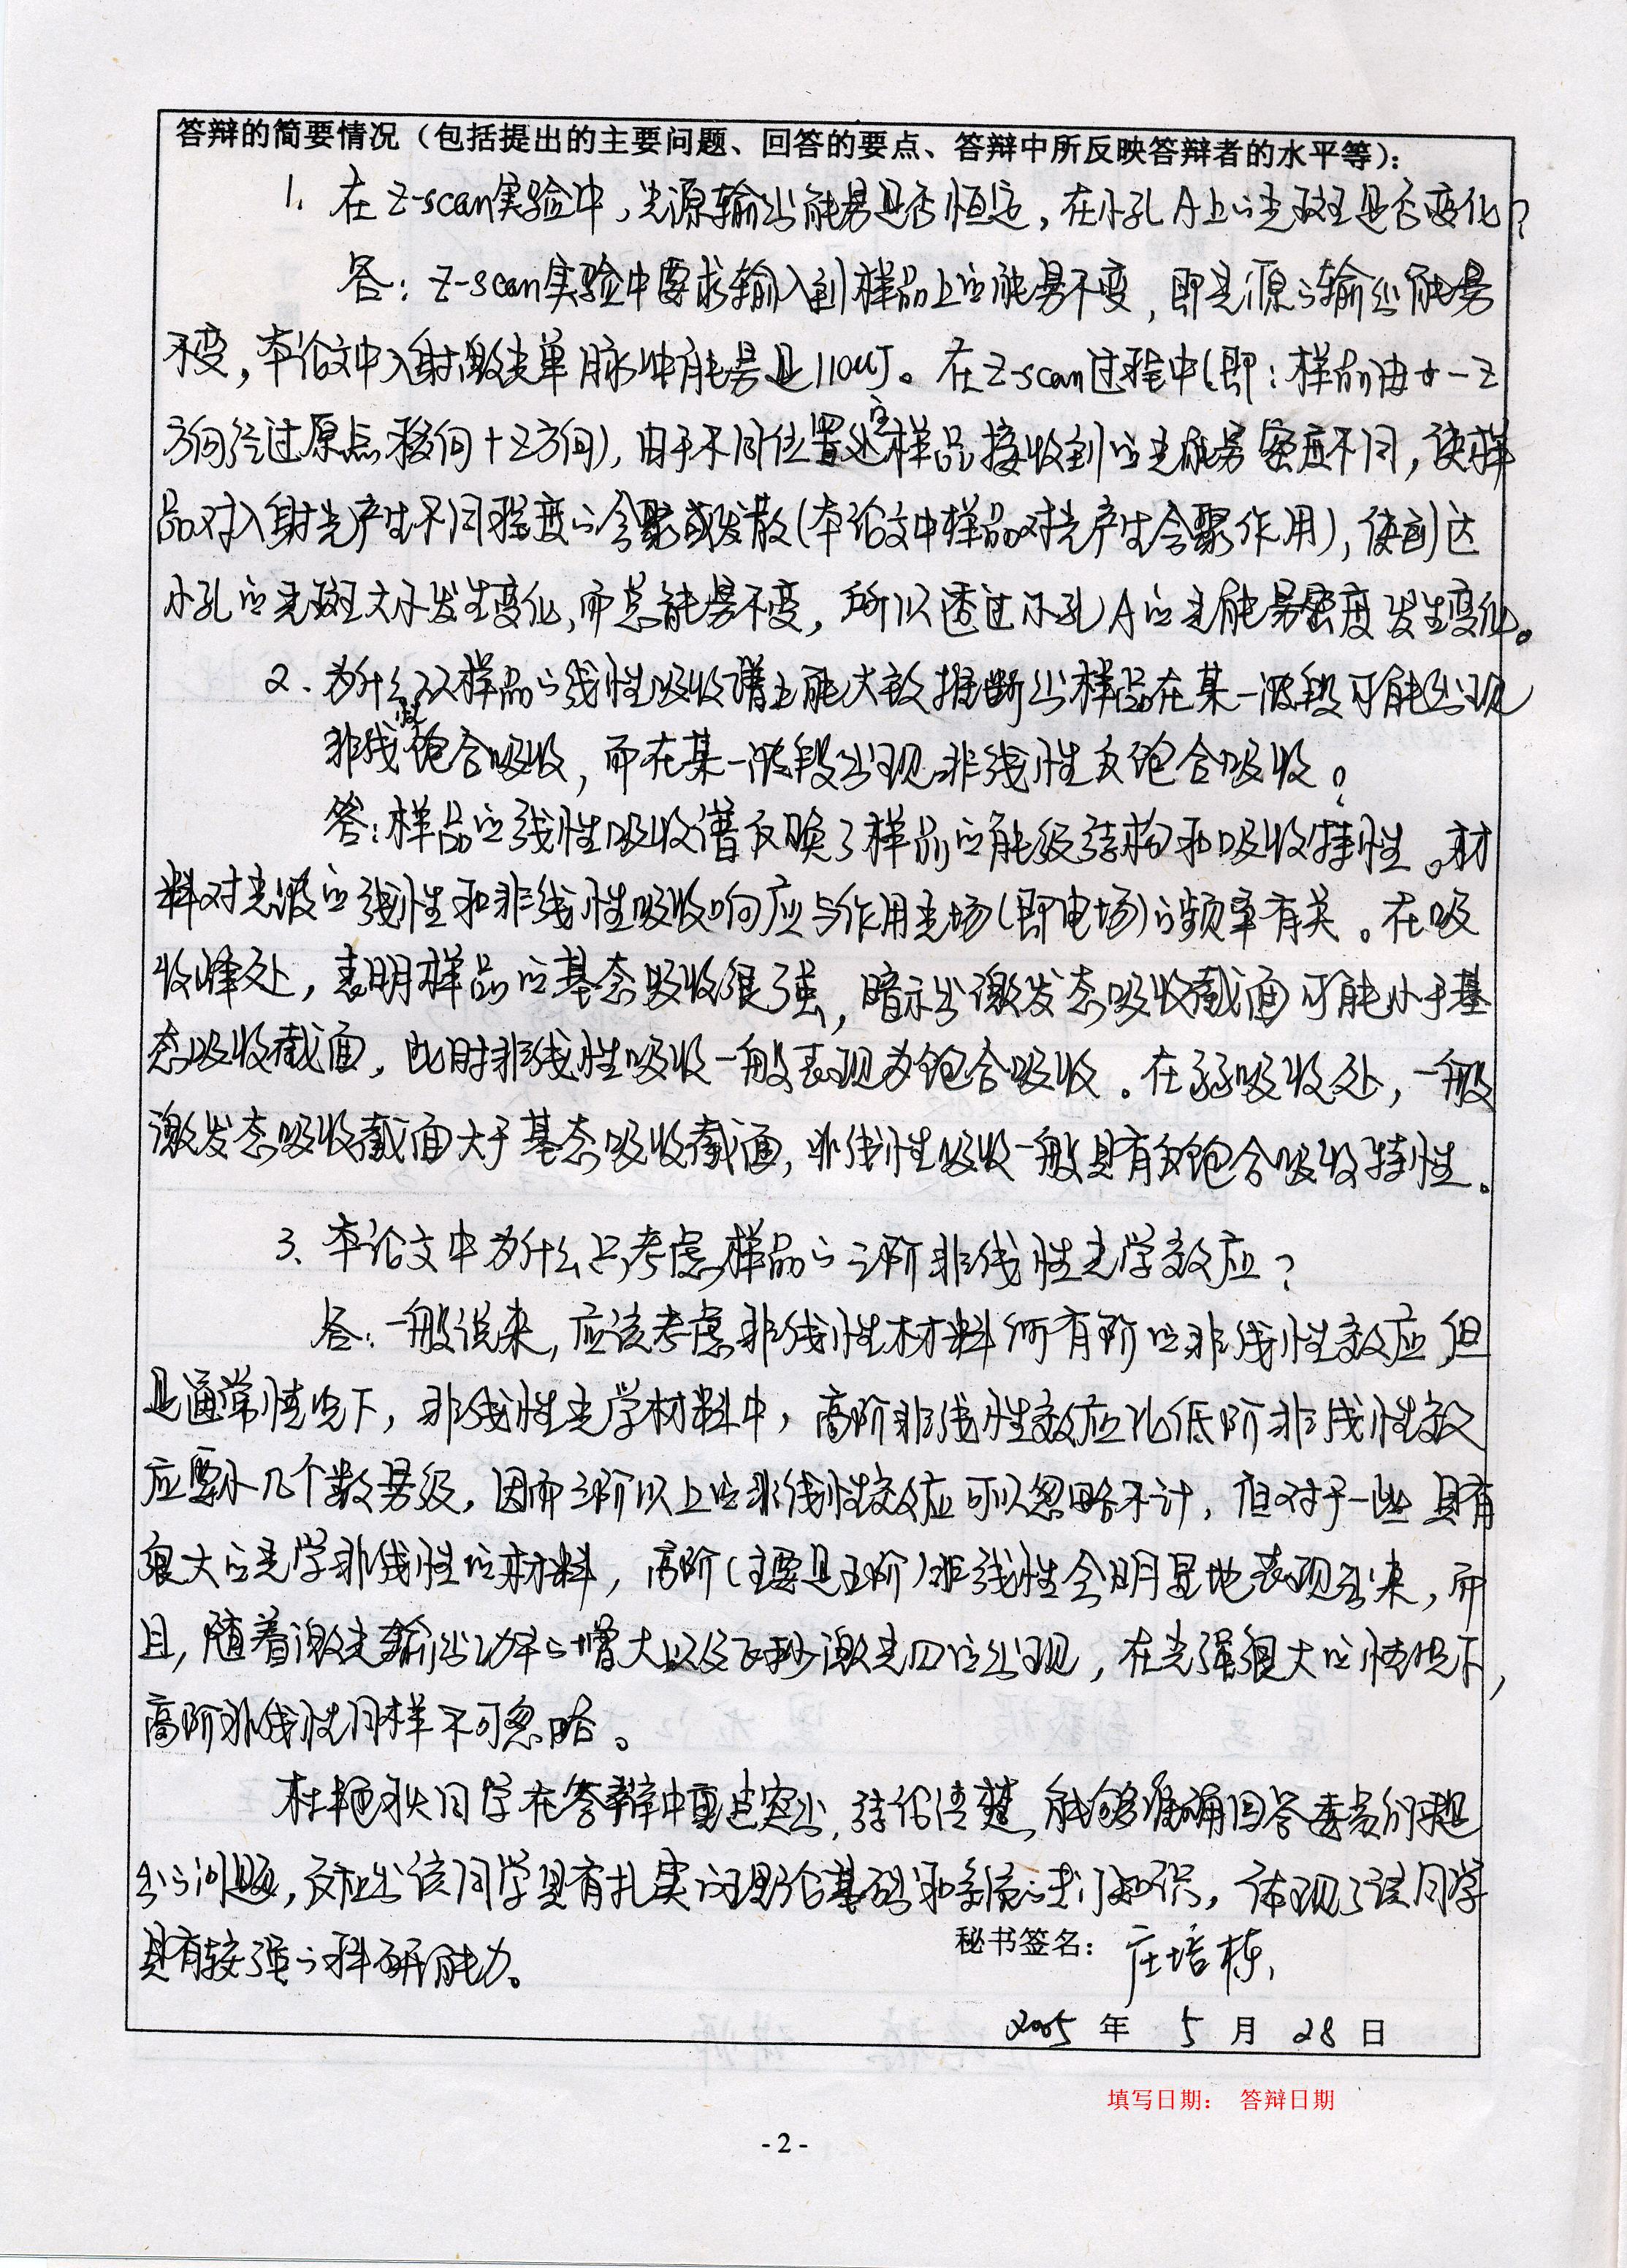 答辩的简要情况（包括提出的主要问题、回答的要点、答辩中所反映答辩者的水平等）：
1. 在Z-scan实验中，光源输出能量是否恒定，在小孔A上的光斑是否变化？
答：Z-scan实验中要求输入到样品上的能量不变，即光源的输出能量
不变，本论文中入射激光单脉冲能量是110uJ。在Z-scan过程中（即：样品由-Z
方向经过原点移向+Z方向），由于不同位置处样品接收到的光能量密度不同，使样
品对入射光产生不同程度的会聚或发散（本论文中样品对光产生会聚作用），使到达
小孔的光斑大小发生变化，而总能量不变，所以透过小孔A的光能量密度发生变化。
2. 为什么从样品的线性吸收谱上能大致推断出样品在某一波段可能出现
非线性饱合吸收，而在某一波段出现非线性反饱合吸收？
答：样品的线性吸收谱反映了样品的能级结构和吸收特性。材
料对光波的线性和非线性吸收响应与作用光场（即电场）的频率有关。在吸
收峰处，表明样品的基态吸收很强，暗示出激发态吸收截面可能小于基
态吸收截面，此时非线性吸收一般表现为饱合吸收。在弱吸收处，一般
激发态吸收截面大于基态吸收截面，非线性吸收一般具有反饱合吸收特性。
3. 本论文中为什么只考虑样品的三阶非线性光学效应？
答：一般说来，应该考虑非线性材料所有阶的非线性效应，但
是通常情况下，非线性光学材料中，高阶非线性效应比低阶非线性效
应要小几个数量级，因而三阶以上的非线性效应可以忽略不计，但对于一些具有
很大的光学非线性的材料，高阶（主要是五阶）非线性会明显地表现出来，而
且，随着激光输出功率的增大以及飞秒激光的出现，在光强很大的情况下，
高阶非线性同样不可忽略。
杜艳秋同学在答辩中重点突出，结论清楚，能够准确回答委员们提
出的问题，反应出该同学具有扎实的理论基础和系统的专门知识，体现了该同学
具有较强的科研能力。
秘书签名：庄培栋
2005年 5月 28日
填写日期： 答辩日期
-2-